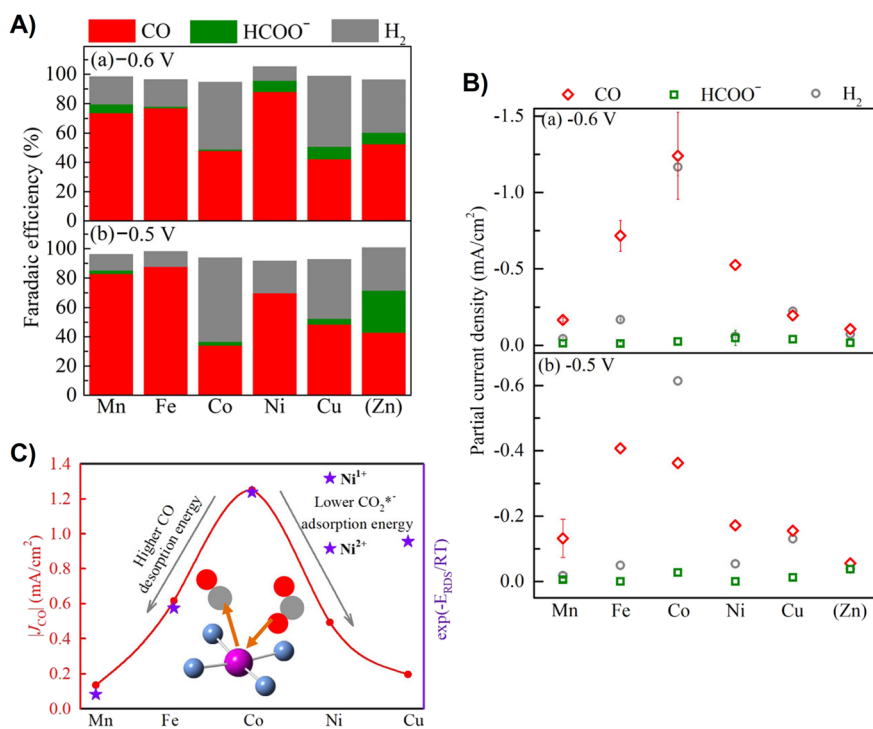 A)
CO HCOO⁻ H₂
(a) −0.6 V
100
80
60
40
20
0
(b) −0.5 V
100
80
60
40
20
0
Faradaic efficiency (%)
Mn Fe Co Ni Cu (Zn)
B)
CO HCOO⁻ H₂
(a) -0.6 V
-1.5
-1.0
-0.5
0.0
(b) -0.5 V
-0.6
-0.4
-0.2
0.0
Partial current density (mA/cm²)
Mn Fe Co Ni Cu (Zn)
C)
1.4
1.2
1.0
0.8
0.6
0.4
0.2
0.0
|J_CO| (mA/cm²)
Higher CO
desorption energy
Ni¹⁺
Lower CO₂*⁻
adsorption energy
Ni²⁺
exp(-E_RDS/RT)
Mn Fe Co Ni Cu